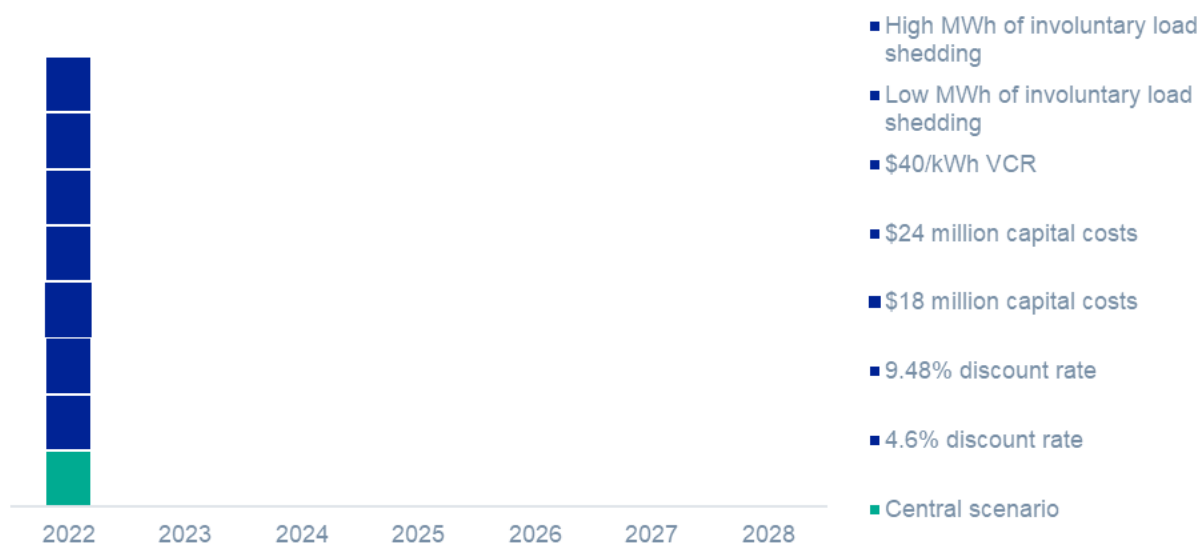 High MWh of involuntary load
shedding
Low MWh of involuntary load
shedding
$40/kWh VCR
$24 million capital costs
$18 million capital costs
9.48% discount rate
4.6% discount rate
Central scenario
2022 2023 2024 2025 2026 2027 2028